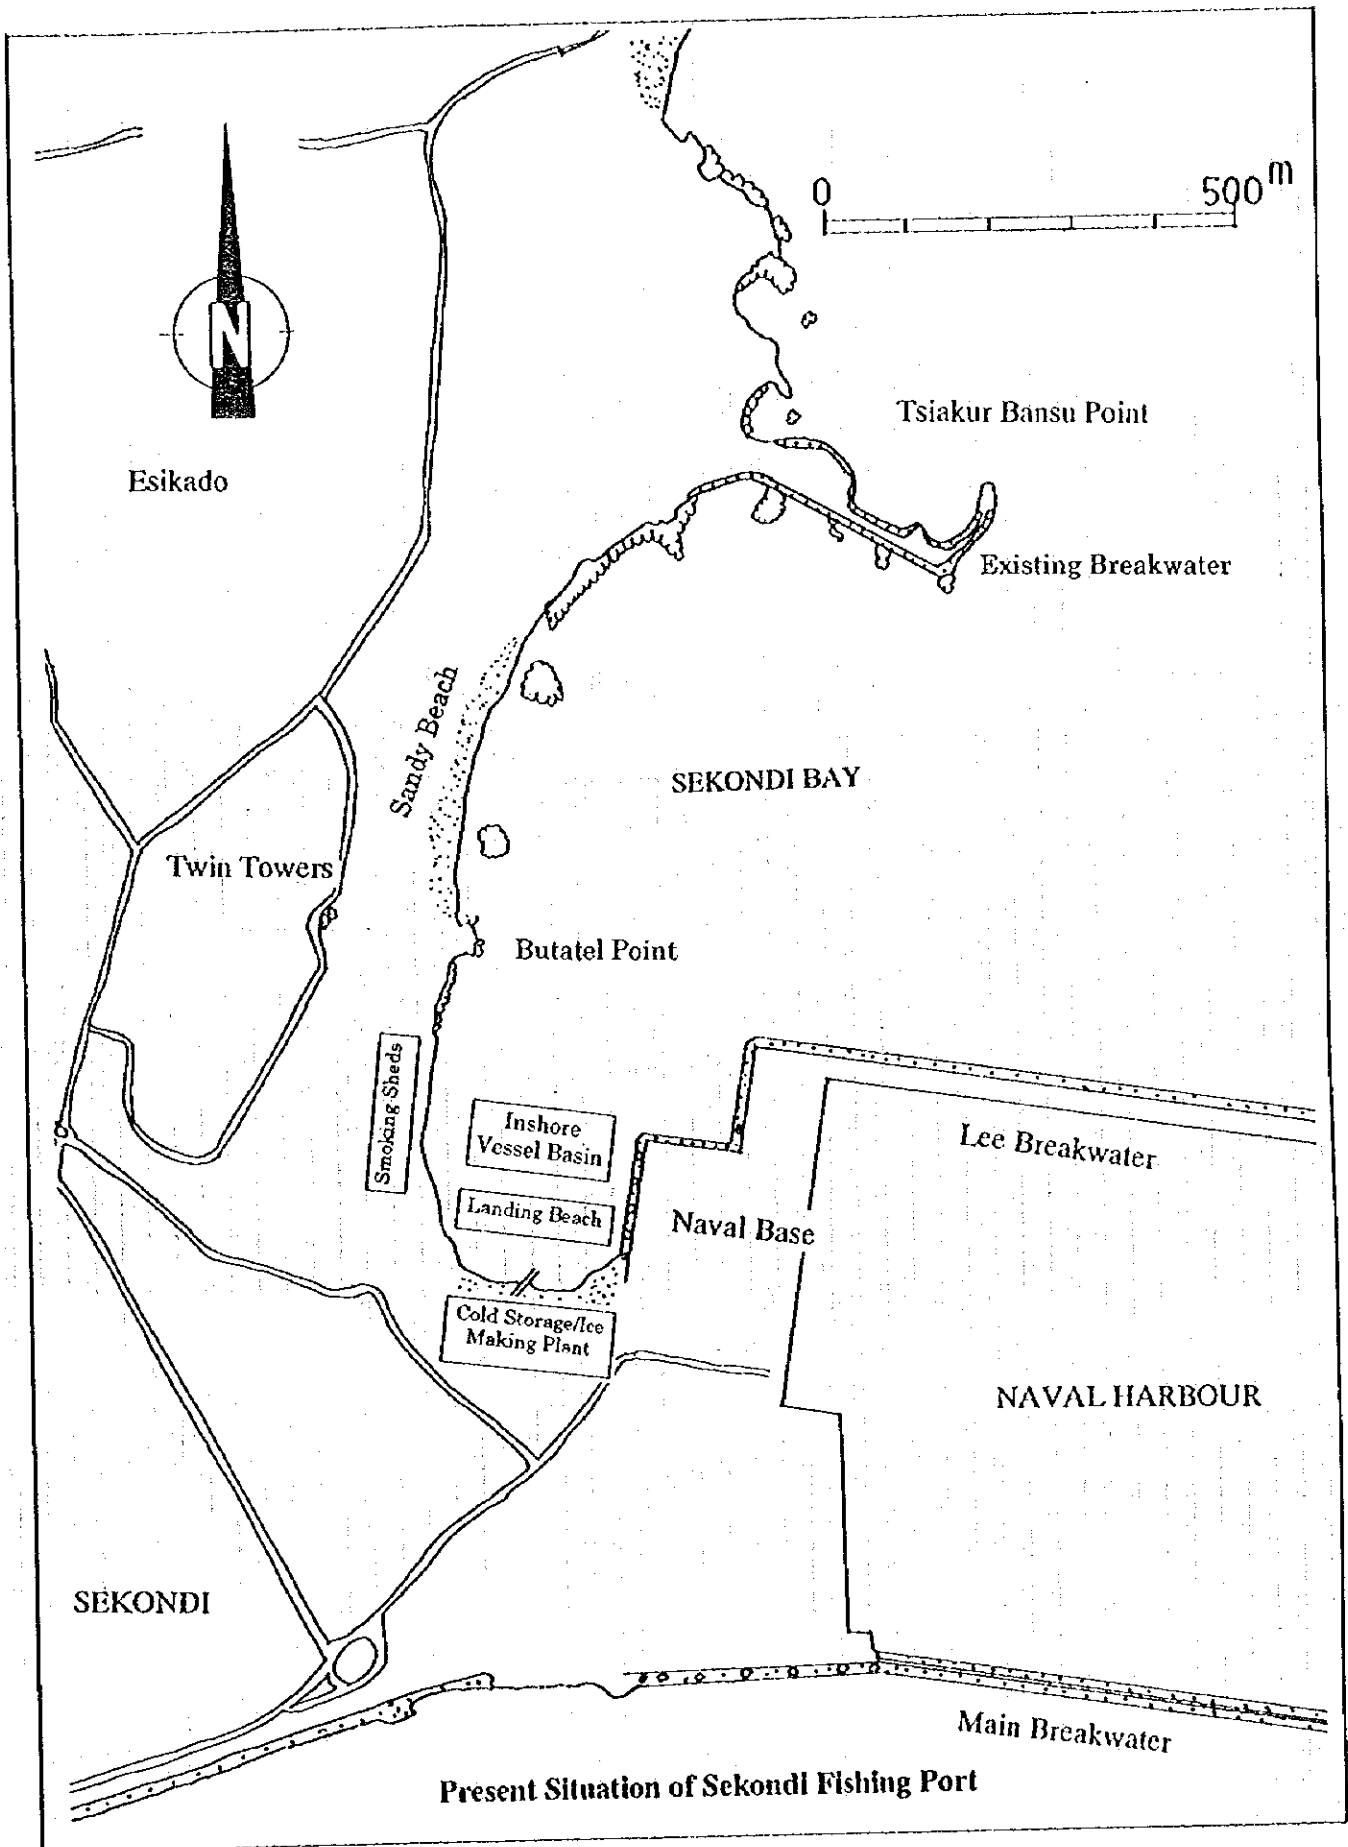 0 500 m
N
Tsiakur Bansu Point
Esikado
Existing Breakwater
Sandy Beach
SEKONDI BAY
Twin Towers
Butatel Point
Smoking Sheds
Inshore
Vessel Basin
Lee Breakwater
Landing Beach
Naval Base
Cold Storage/Ice
Making Plant
NAVAL HARBOUR
SEKONDI
Main Breakwater
Present Situation of Sekondi Fishing Port